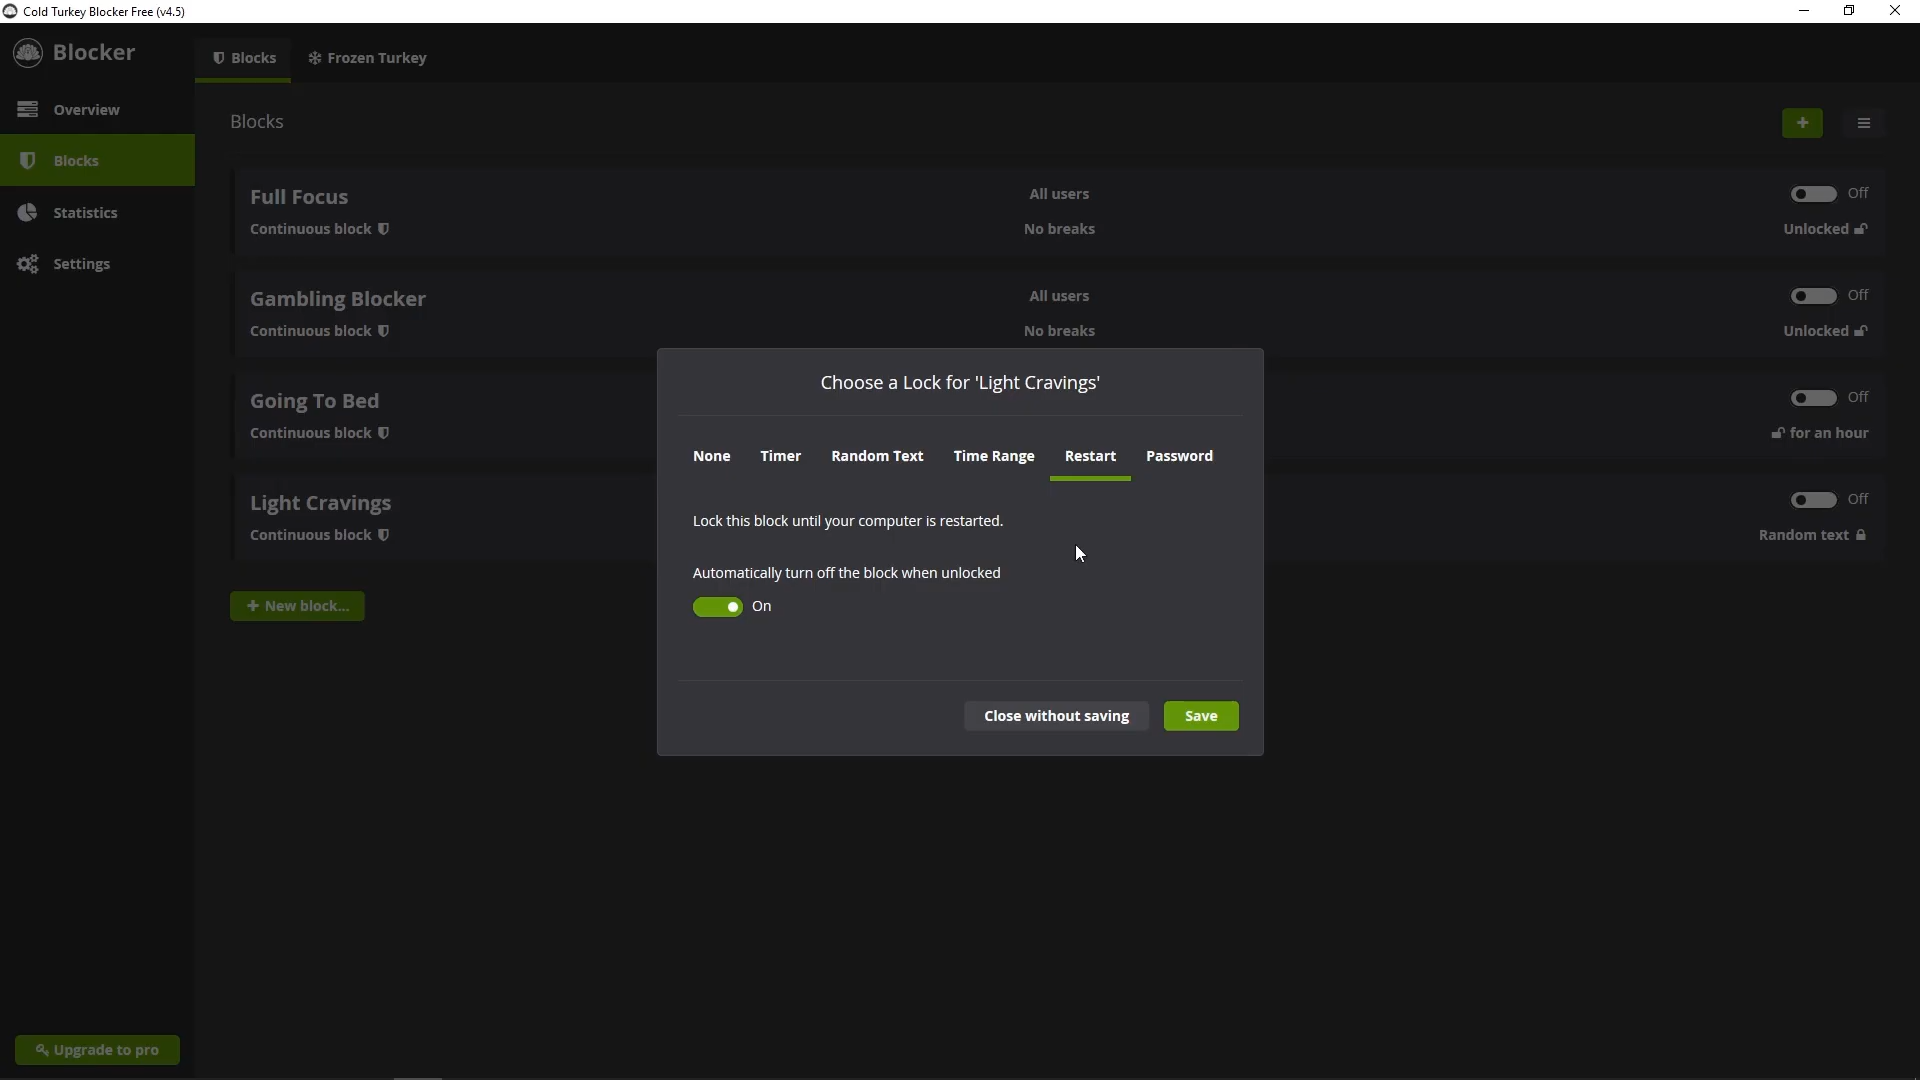 Cold Turkey Blocker Free (v4.5)
Blocker
Blocks
Frozen Turkey
Overview
Blocks
Statistics
Settings
Blocks
Full Focus
All users
Off
Continuous block
No breaks
Unlocked
Gambling Blocker
All users
Off
Continuous block
No breaks
Unlocked
Going To Bed
Off
Continuous block
for an hour
Light Cravings
Off
Continuous block
Random text
+ New block...
Choose a Lock for 'Light Cravings'
None Timer Random Text Time Range Restart Password
Lock this block until your computer is restarted.
Automatically turn off the block when unlocked
On
Close without saving
Save
Upgrade to pro